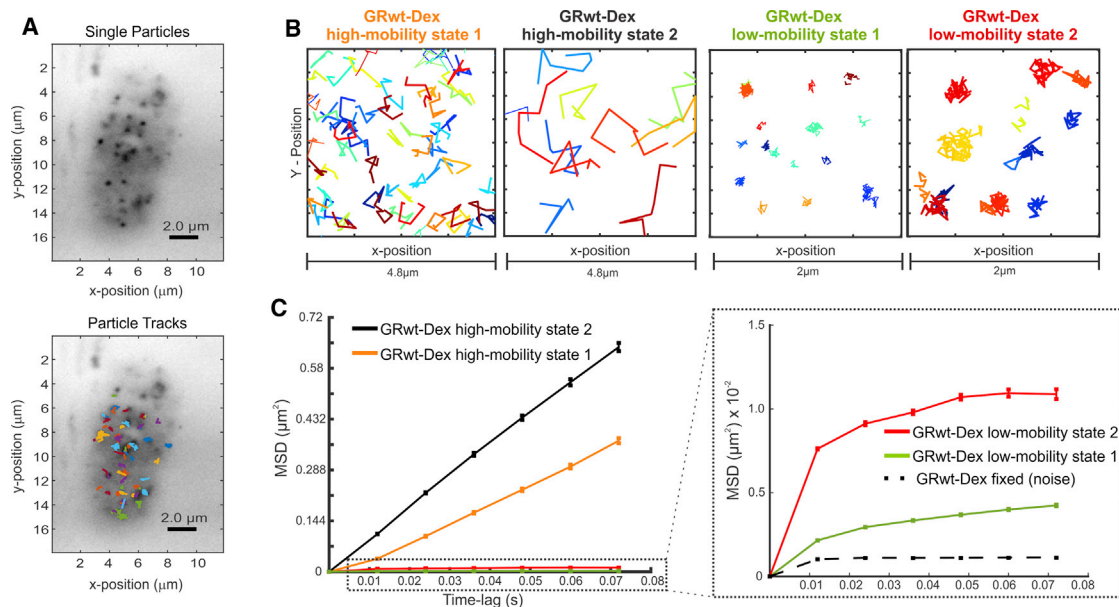 A
Single Particles
2
4
6
8
10
12
14
16
y-position (μm)
2.0 μm
2 4 6 8 10
x-position (μm)
Particle Tracks
2
4
6
8
10
12
14
16
y-position (μm)
2.0 μm
2 4 6 8 10
x-position (μm)
B
GRwt-Dex
high-mobility state 1
GRwt-Dex
high-mobility state 2
GRwt-Dex
low-mobility state 1
GRwt-Dex
low-mobility state 2
Y - Position
x-position
4.8μm
x-position
4.8μm
x-position
2μm
x-position
2μm
C
0.72
0.58
0.432
0.288
0.144
0
MSD (μm²)
GRwt-Dex high-mobility state 2
GRwt-Dex high-mobility state 1
0.01 0.02 0.03 0.04 0.05 0.06 0.07 0.08
Time-lag (s)
1.5
1.0
0.5
0
MSD (μm²) x 10⁻²
GRwt-Dex low-mobility state 2
GRwt-Dex low-mobility state 1
GRwt-Dex fixed (noise)
0.01 0.02 0.03 0.04 0.05 0.06 0.07 0.08